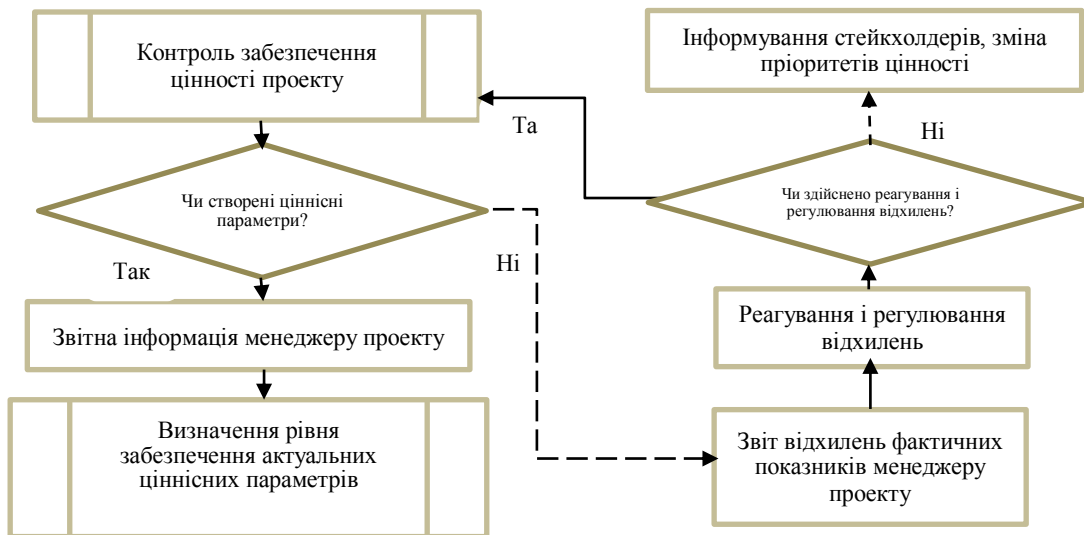 Контроль забезпечення
цінності проекту
Чи створені ціннісні
параметри?
Так
Ні
Звітна інформація менеджеру проекту
Визначення рівня
забезпечення актуальних
ціннісних параметрів
Інформування стейкхолдерів, зміна
пріоритетів цінності
Та
Ні
Чи здійснено реагування і
регулювання відхилень?
Реагування і регулювання
відхилень
Звіт відхилень фактичних
показників менеджеру
проекту